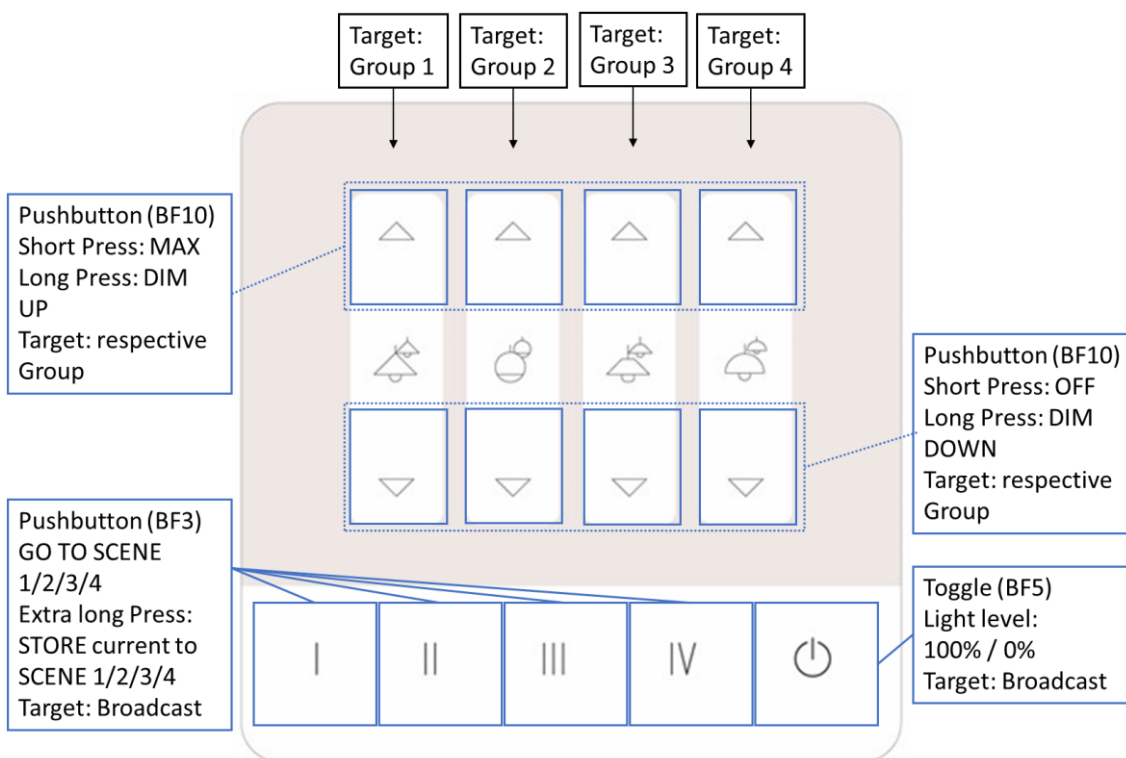 Target:
Group 1
Target:
Group 2
Target:
Group 3
Target:
Group 4
Pushbutton (BF10)
Short Press: MAX
Long Press: DIM
UP
Target: respective
Group
Pushbutton (BF10)
Short Press: OFF
Long Press: DIM
DOWN
Target: respective
Group
Pushbutton (BF3)
GO TO SCENE
1/2/3/4
Extra long Press:
STORE current to
SCENE 1/2/3/4
Target: Broadcast
Toggle (BF5)
Light level:
100% / 0%
Target: Broadcast
I II III IV